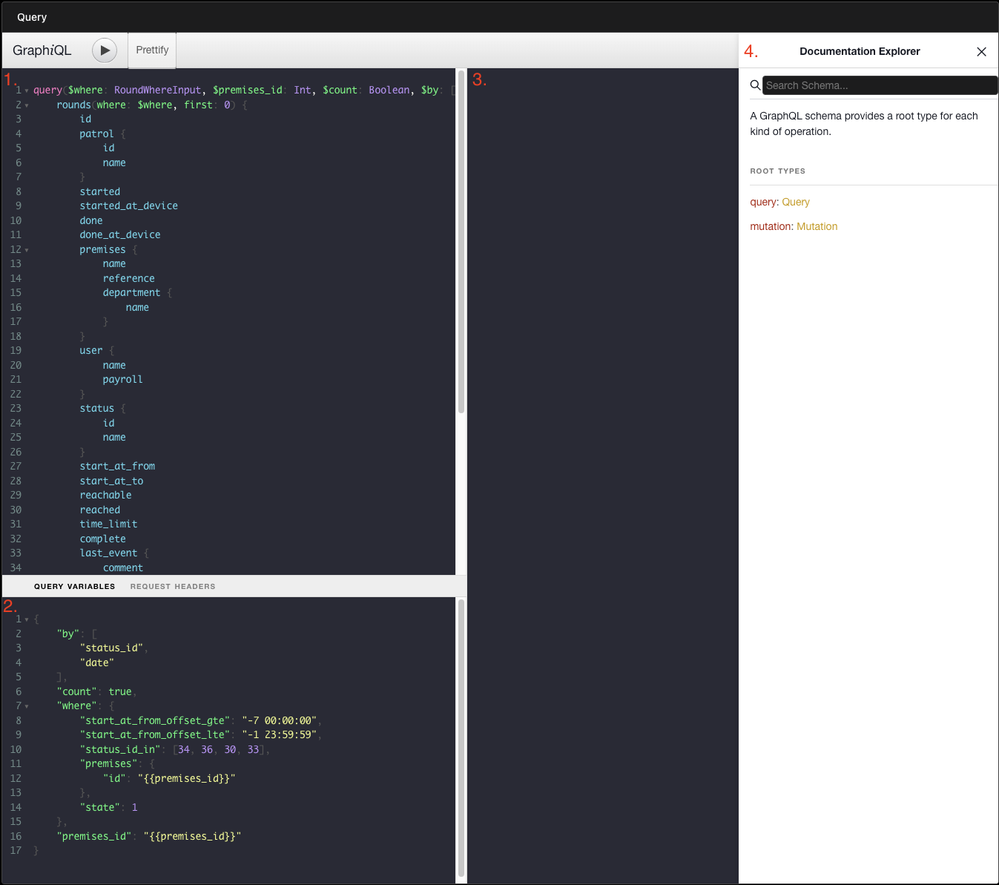 Query
GraphiQL
Prettify
1.
1 query($where: RoundWhereInput, $premises_id: Int, $count: Boolean, $by: [
2 rounds(where: $where, first: 0) {
3 id
4 patrol {
5 id
6 name
7 }
8 started
9 started_at_device
10 done
11 done_at_device
12 premises {
13 name
14 reference
15 department {
16 name
17 }
18 }
19 user {
20 name
21 payroll
22 }
23 status {
24 id
25 name
26 }
27 start_at_from
28 start_at_to
29 reachable
30 reached
31 time_limit
32 complete
33 last_event {
34 comment
QUERY VARIABLES
REQUEST HEADERS
2.
1 {
2 "by": [
3 "status_id",
4 "date"
5 ],
6 "count": true,
7 "where": {
8 "start_at_from_offset_gte": "-7 00:00:00",
9 "start_at_from_offset_lte": "-1 23:59:59",
10 "status_id_in": [34, 36, 30, 33],
11 "premises": {
12 "id": "{{premises_id}}"
13 },
14 "state": 1
15 },
16 "premises_id": "{{premises_id}}"
17 }
3.
4.
Documentation Explorer
Search Schema...
A GraphQL schema provides a root type for each
kind of operation.
ROOT TYPES
query: Query
mutation: Mutation